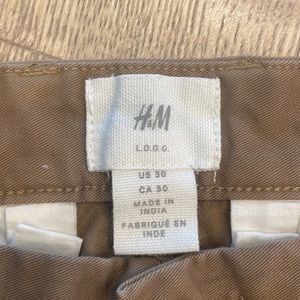 H&M
L.O.G.G.
US 30
CA 30
MADE IN
INDIA
FABRIQUÉ EN
INDE